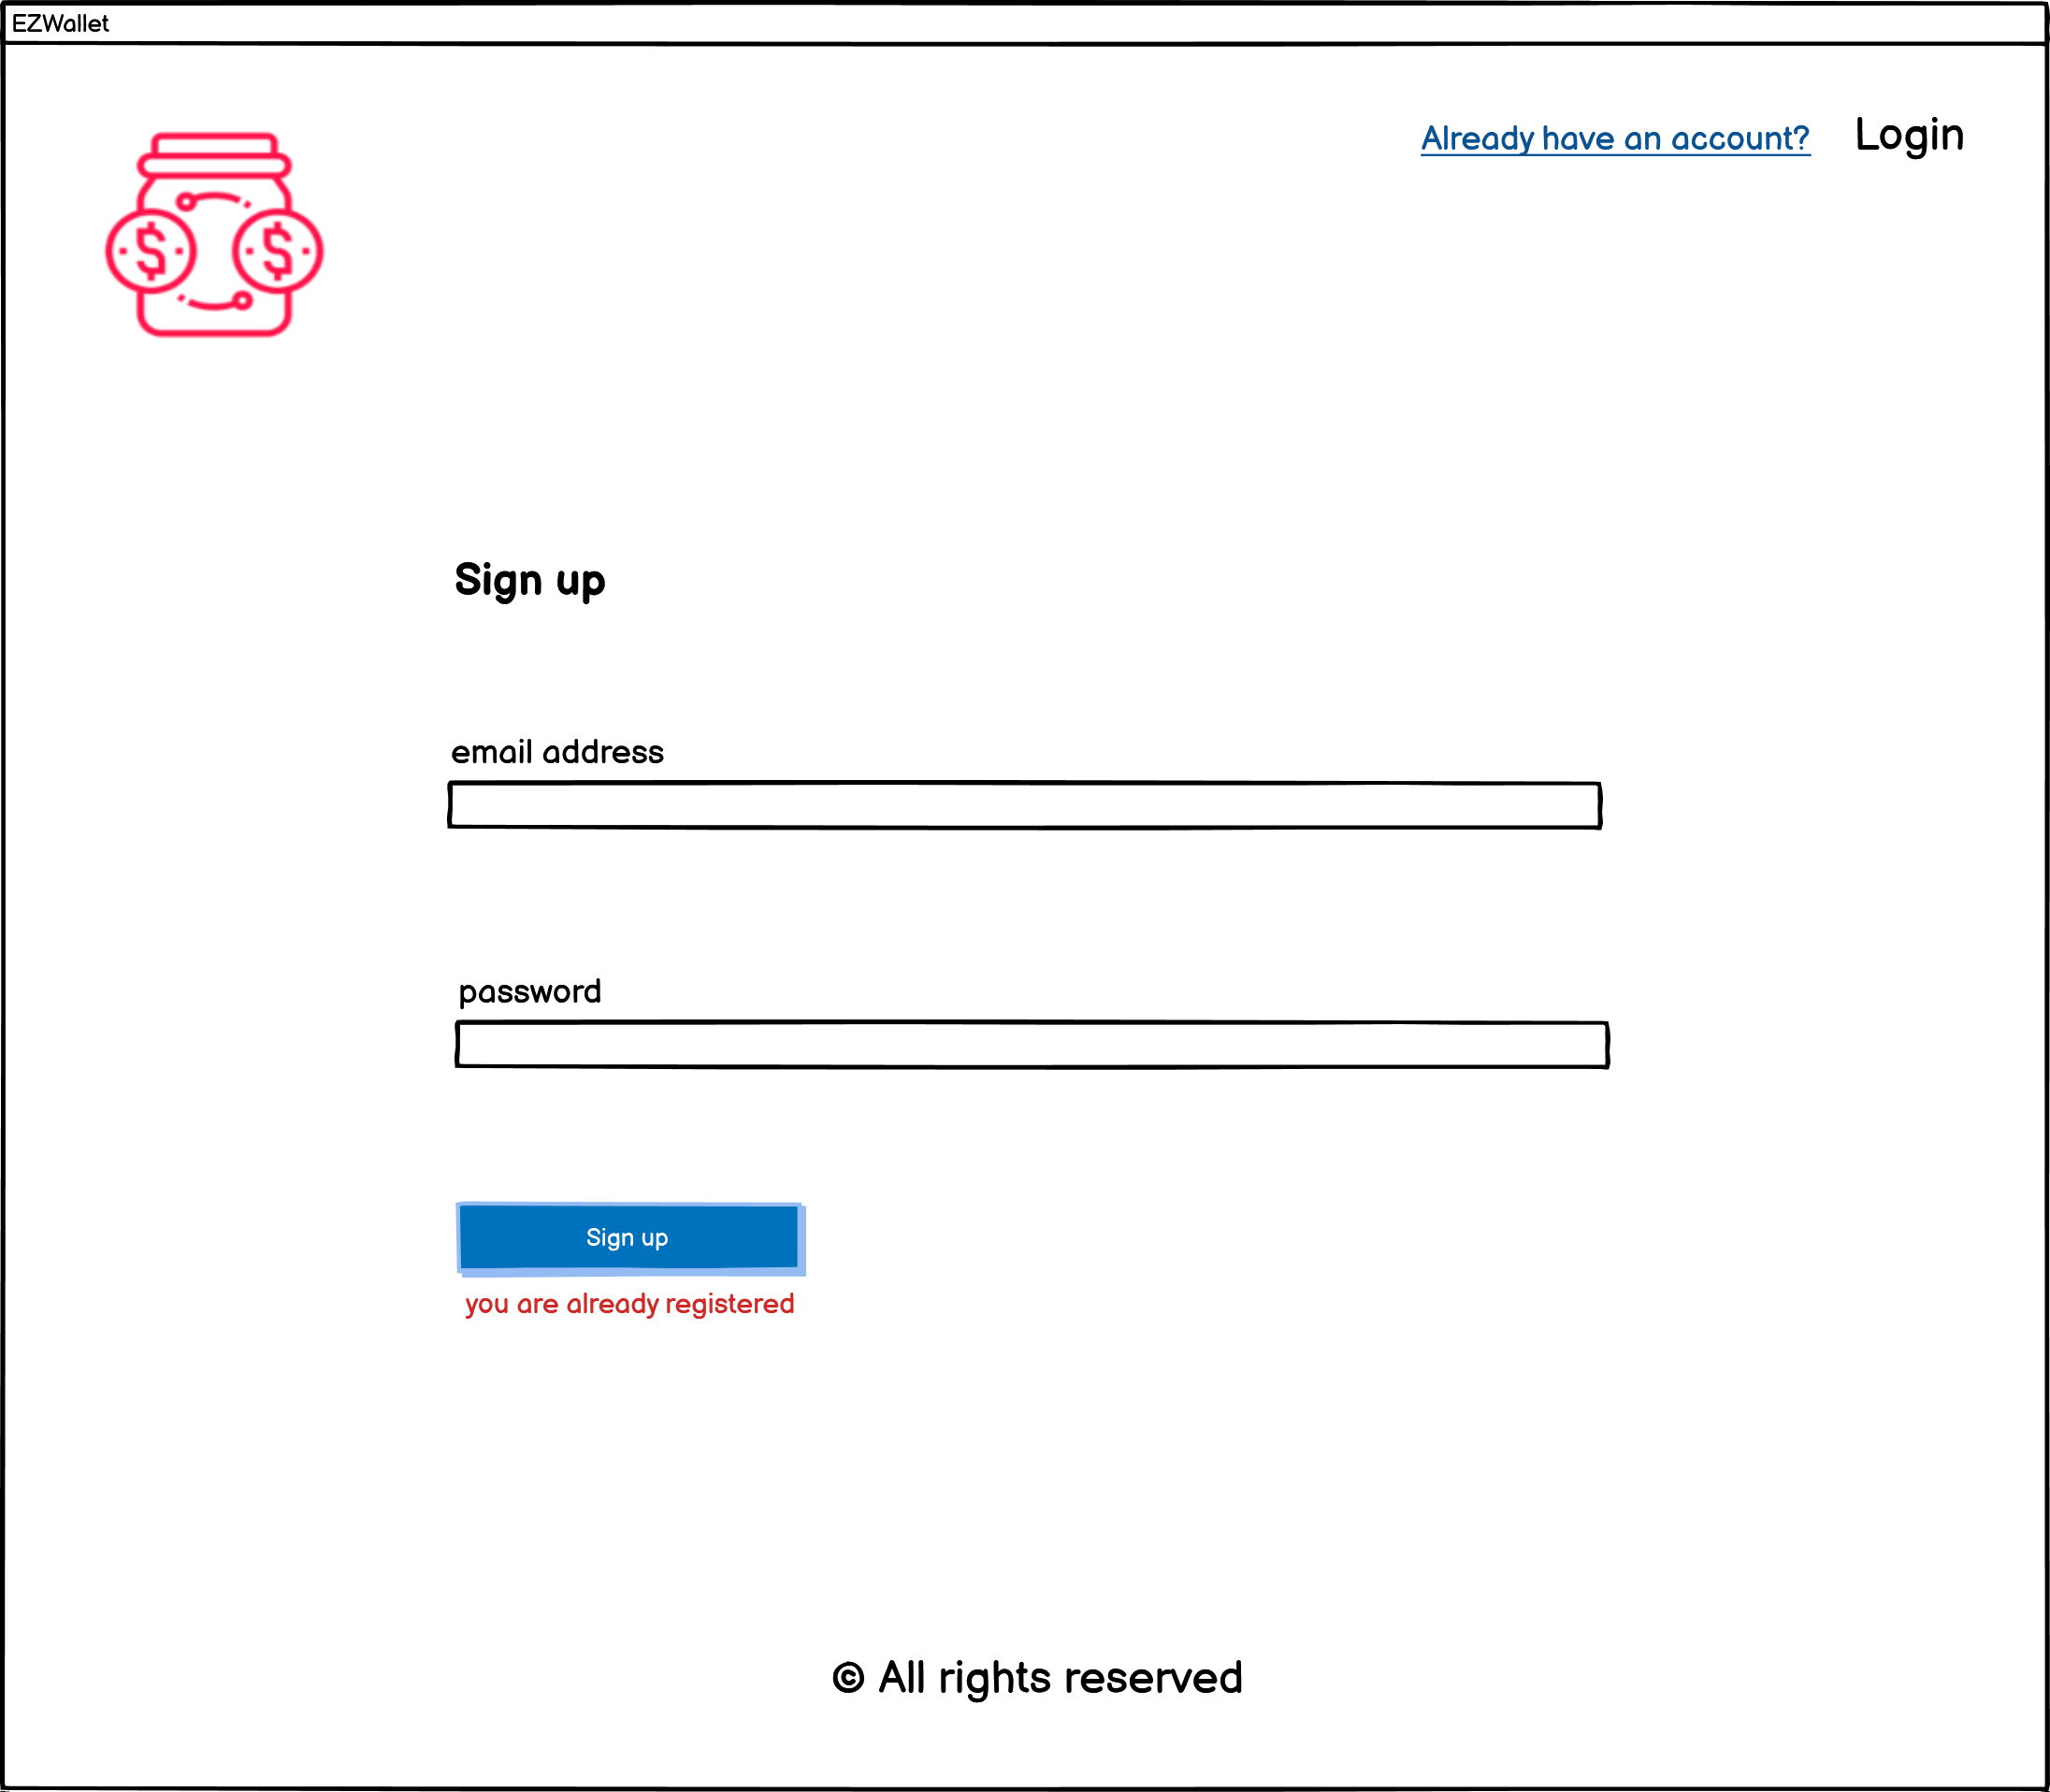 EZWallet
Already have an account? Login
$ $
Sign up
email address
password
Sign up
you are already registered
© All rights reserved